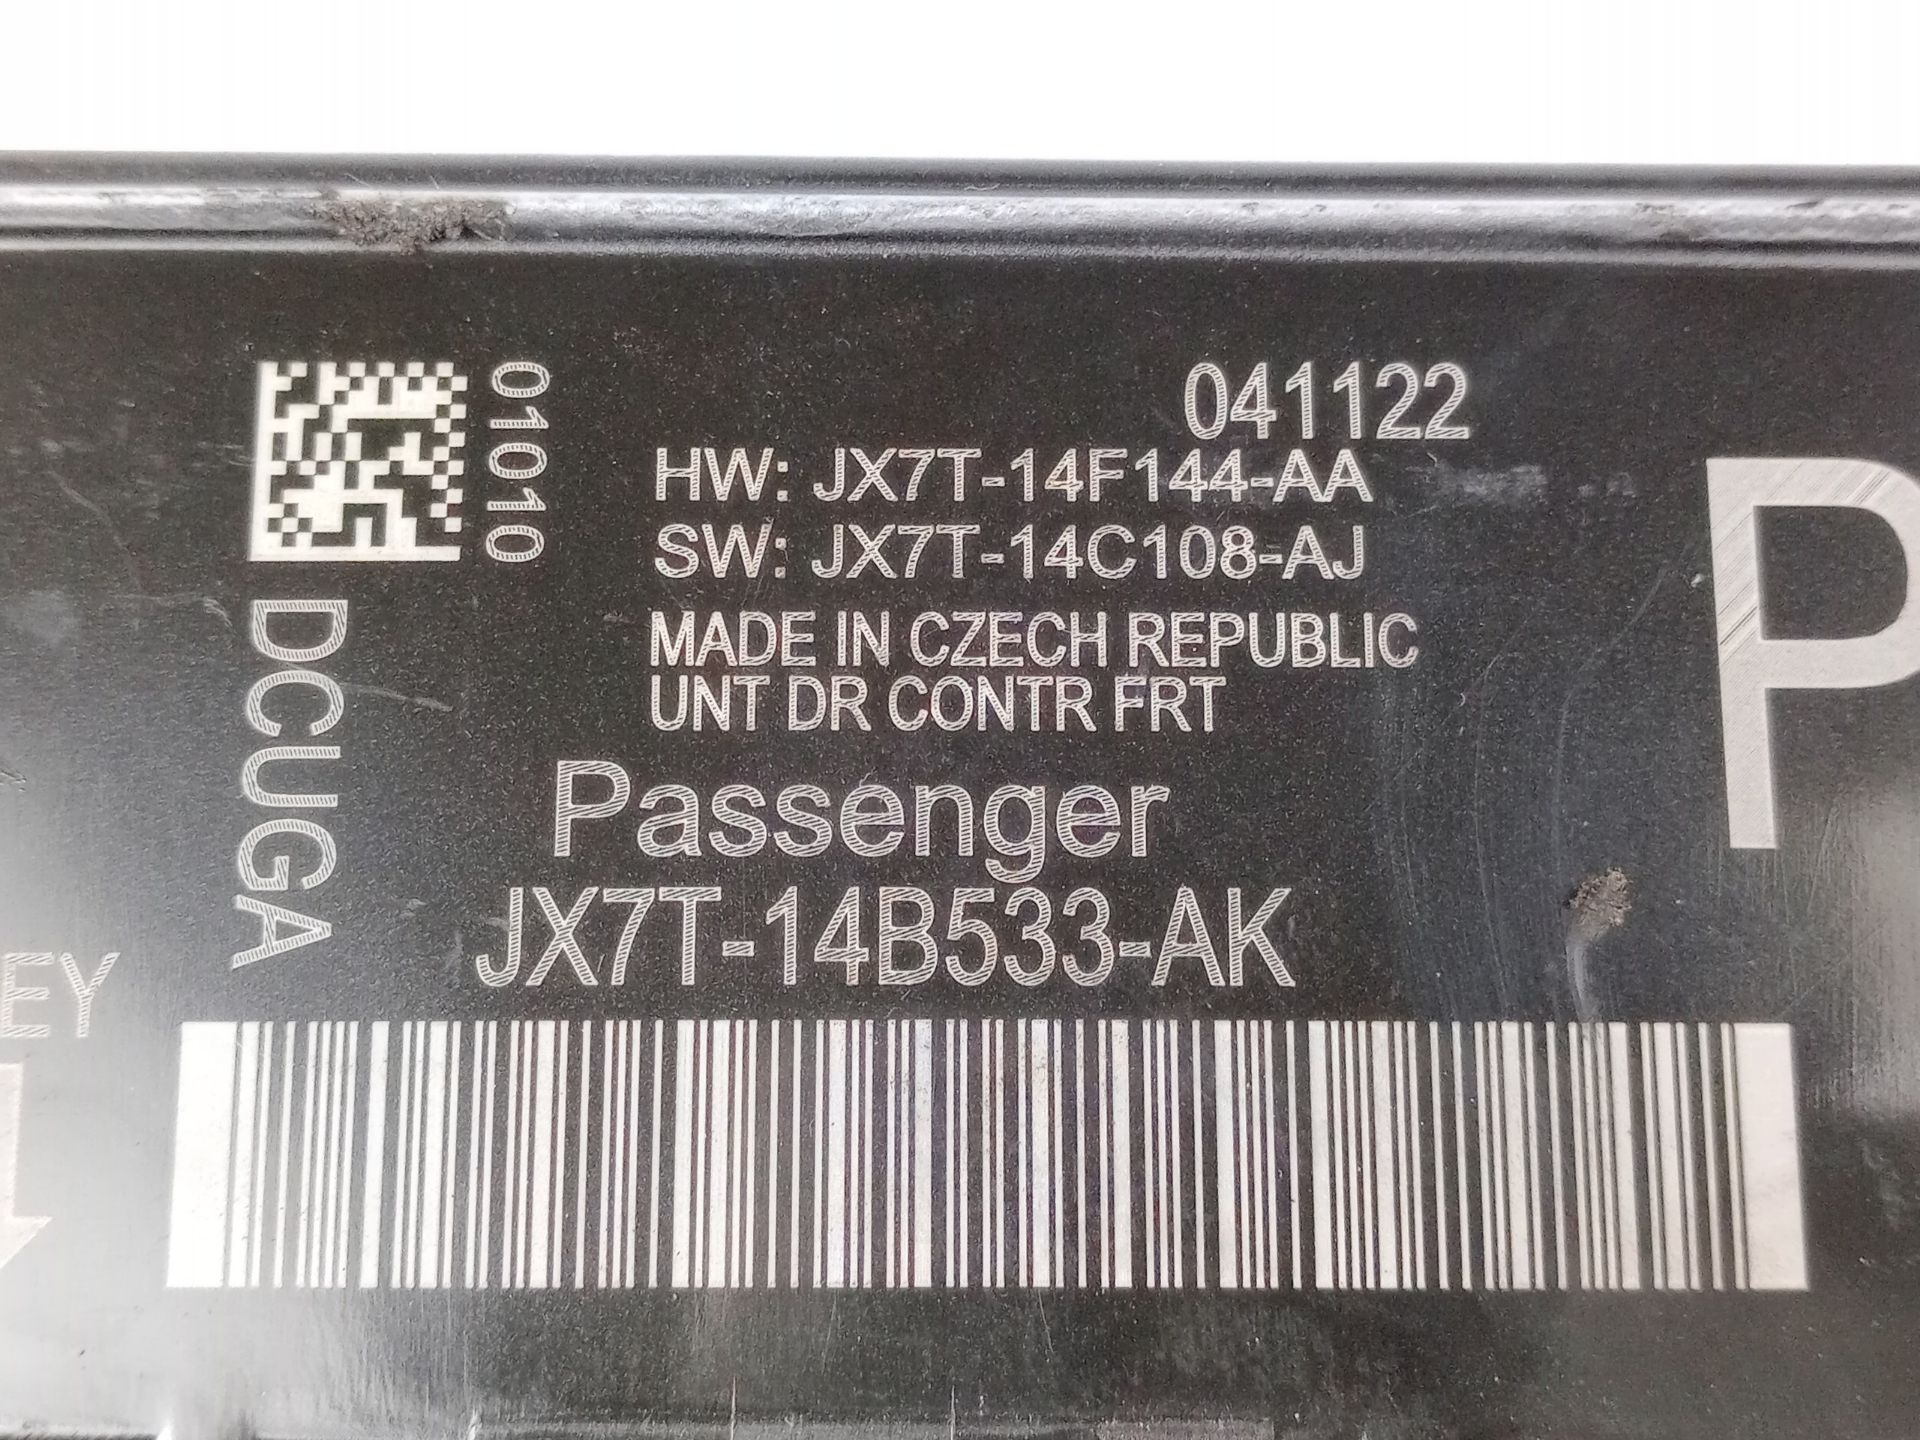 041122
HW: JX7T-14F144-AA
SW: JX7T-14C108-AJ
MADE IN CZECH REPUBLIC
UNT DR CONTR FRT
Passenger
JX7T-14B533-AK
01010
DCUGA
EY
P